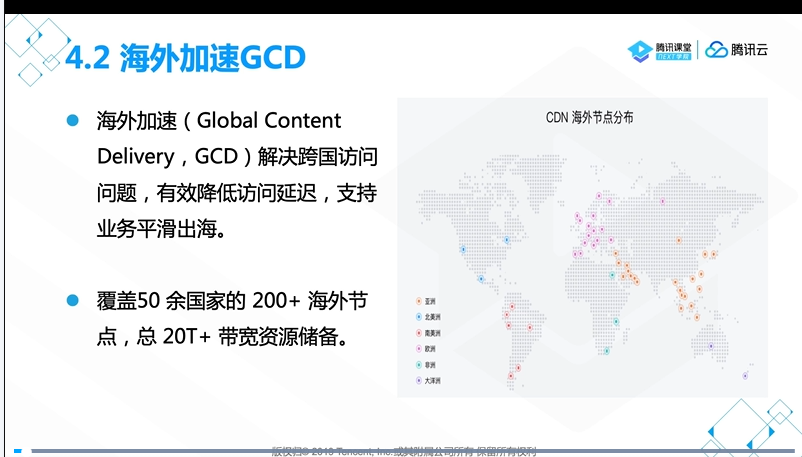 4.2 海外加速GCD
腾讯课堂
NEXT 学院
腾讯云
海外加速（Global Content
Delivery，GCD）解决跨国访问
问题，有效降低访问延迟，支持
业务平滑出海。
覆盖50 余国家的 200+ 海外节
点，总 20T+ 带宽资源储备。
CDN 海外节点分布
亚洲
北美洲
南美洲
欧洲
非洲
大洋洲
版权归© 2019 Tencent, Inc.或其附属公司所有 保留所有权利